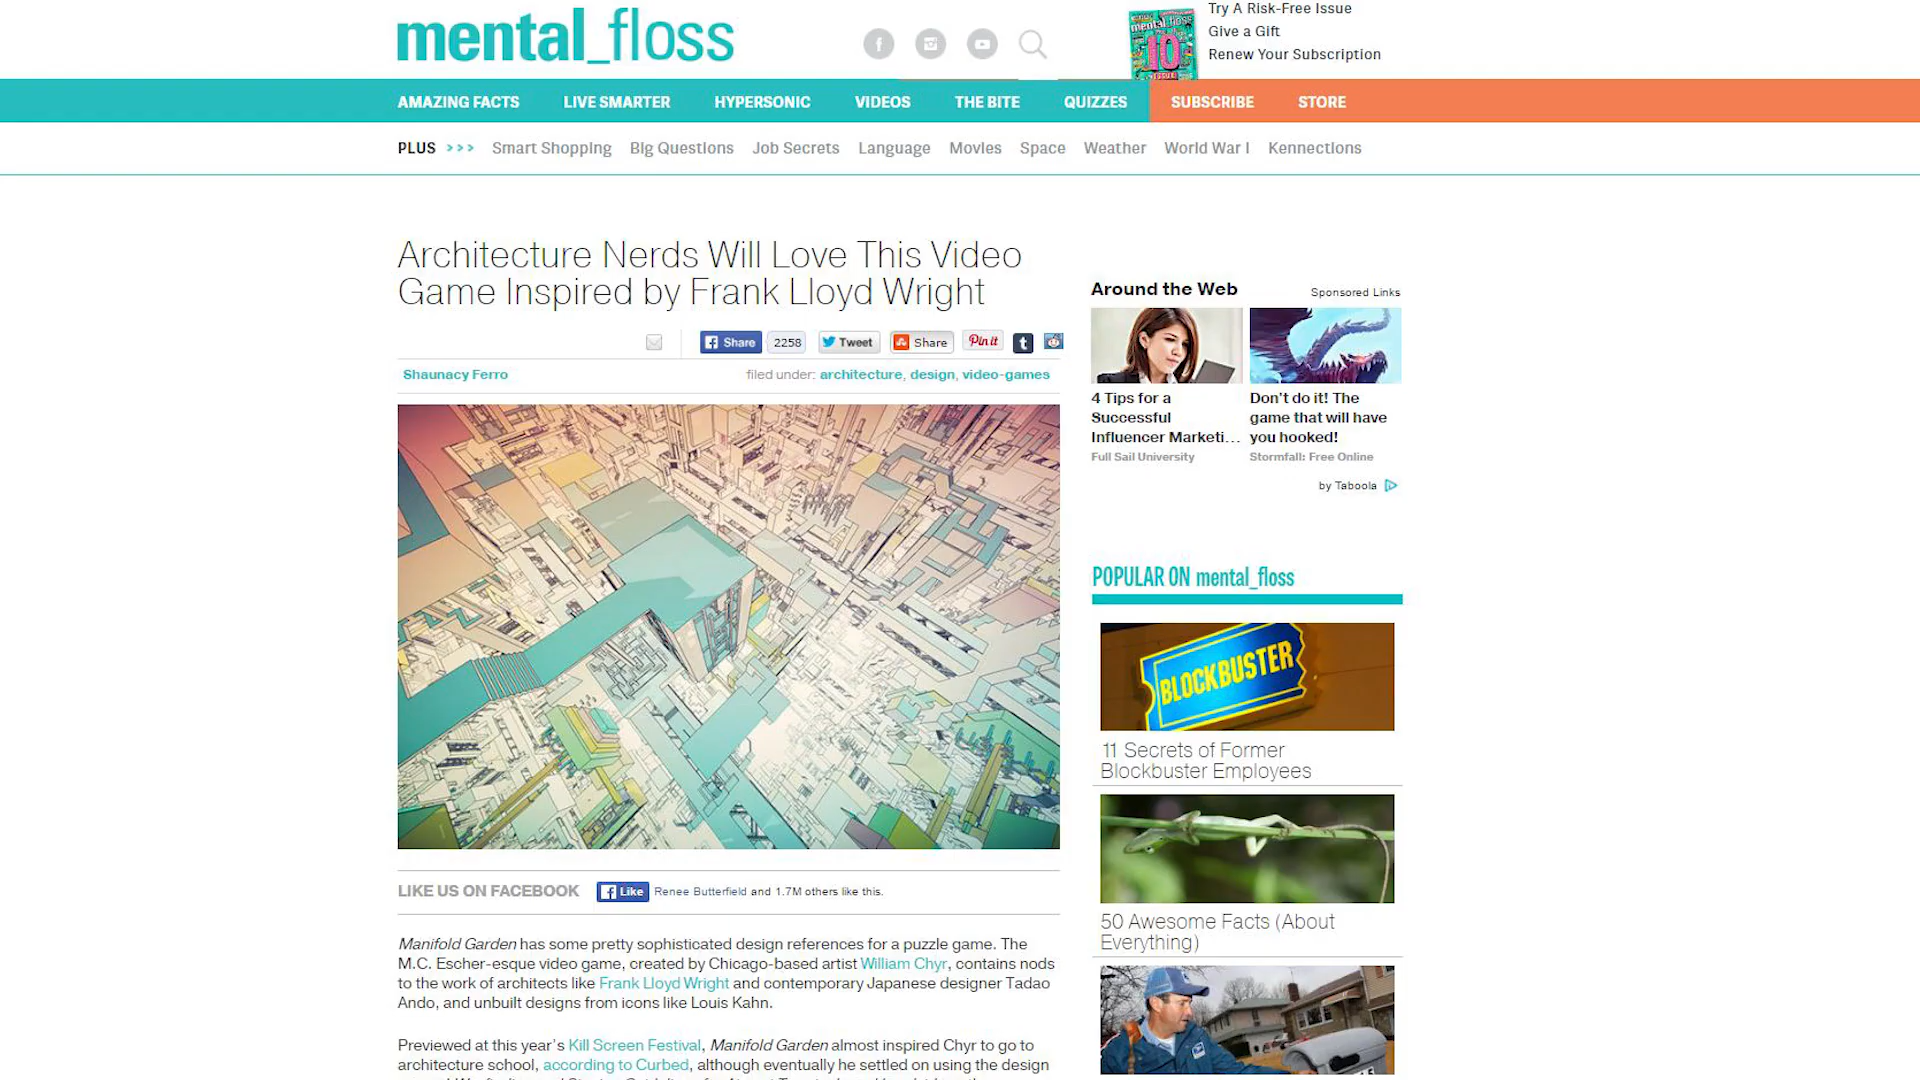 mental_floss
Try A Risk-Free Issue
Give a Gift
Renew Your Subscription
mental_floss
10
ISSUE
AMAZING FACTS LIVE SMARTER HYPERSONIC VIDEOS THE BITE QUIZZES SUBSCRIBE STORE
PLUS >>> Smart Shopping Big Questions Job Secrets Language Movies Space Weather World War I Kennections
Architecture Nerds Will Love This Video
Game Inspired by Frank Lloyd Wright
Share 2258 Tweet Share Pin it t
Shaunacy Ferro filed under: architecture, design, video-games
LIKE US ON FACEBOOK Like Renee Butterfield and 1.7M others like this.
Manifold Garden has some pretty sophisticated design references for a puzzle game. The
M.C. Escher-esque video game, created by Chicago-based artist William Chyr, contains nods
to the work of architects like Frank Lloyd Wright and contemporary Japanese designer Tadao
Ando, and unbuilt designs from icons like Louis Kahn.
Previewed at this year's Kill Screen Festival, Manifold Garden almost inspired Chyr to go to
architecture school, according to Curbed, although eventually he settled on using the design
Around the Web Sponsored Links
4 Tips for a
Successful
Influencer Marketi...
Full Sail University
Don't do it! The
game that will have
you hooked!
Stormfall: Free Online
by Taboola
POPULAR ON mental_floss
BLOCKBUSTER
11 Secrets of Former
Blockbuster Employees
50 Awesome Facts (About
Everything)